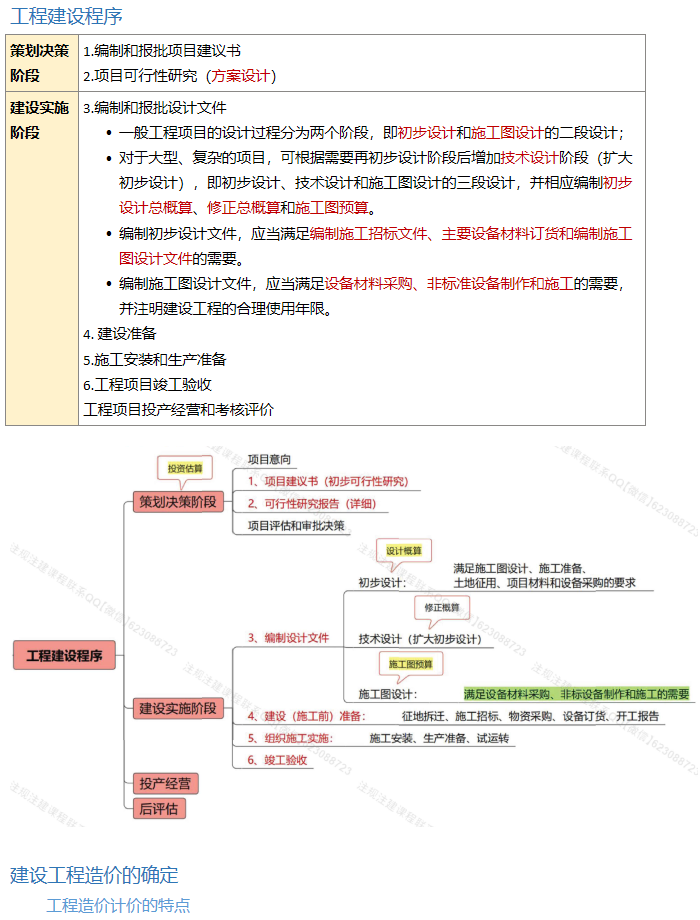 工程建设程序
策划决策
阶段
1.编制和报批项目建议书
2.项目可行性研究（方案设计）
建设实施
阶段
3.编制和报批设计文件
• 一般工程项目的设计过程分为两个阶段，即初步设计和施工图设计的二段设计；
• 对于大型、复杂的项目，可根据需要再初步设计阶段后增加技术设计阶段（扩大
初步设计），即初步设计、技术设计和施工图设计的三段设计，并相应编制初步
设计总概算、修正总概算和施工图预算。
• 编制初步设计文件，应当满足编制施工招标文件、主要设备材料订货和编制施工
图设计文件的需要。
• 编制施工图设计文件，应当满足设备材料采购、非标准设备制作和施工的需要，
并注明建设工程的合理使用年限。
4. 建设准备
5.施工安装和生产准备
6.工程项目竣工验收
工程项目投产经营和考核评价
工程建设程序
策划决策阶段
投资估算
项目意向
1、项目建议书（初步可行性研究）
2、可行性研究报告（详细）
项目评估和审批决策
建设实施阶段
3、编制设计文件
设计概算
初步设计：
满足施工图设计、施工准备、
土地征用、项目材料和设备采购的要求
修正概算
技术设计（扩大初步设计）
施工图预算
施工图设计：
满足设备材料采购、非标设备制作和施工的需要
4、建设（施工前）准备：
征地拆迁、施工招标、物资采购、设备订货、开工报告
5、组织施工实施：
施工安装、生产准备、试运转
6、竣工验收
投产经营
后评估
建设工程造价的确定
工程造价计价的特点